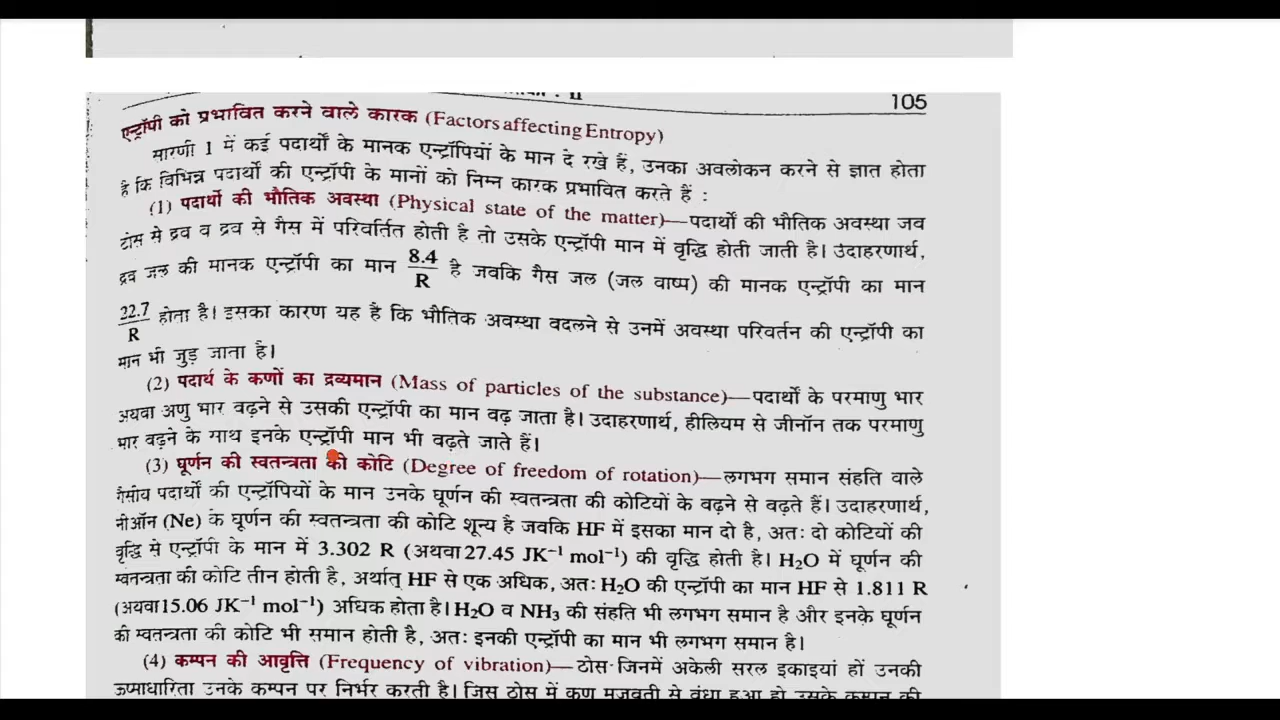 105
एन्ट्रॉपी को प्रभावित करने वाले कारक (Factors affecting Entropy)
सारणी 1 में कई पदार्थों के मानक एन्ट्रॉपियों के मान दे रखे हैं, उनका अवलोकन करने से ज्ञात होता
है कि विभिन्न पदार्थों की एन्ट्रॉपी के मानों को निम्न कारक प्रभावित करते हैं :
(1) पदार्थों की भौतिक अवस्था (Physical state of the matter)—पदार्थों की भौतिक अवस्था जब
ठोस से द्रव व द्रव से गैस में परिवर्तित होती है तो उसके एन्ट्रॉपी मान में वृद्धि होती जाती है। उदाहरणार्थ,
द्रव जल की मानक एन्ट्रॉपी का मान 8.4/R है जबकि गैस जल (जल वाष्प) की मानक एन्ट्रॉपी का मान
22.7/R होता है। इसका कारण यह है कि भौतिक अवस्था बदलने से उनमें अवस्था परिवर्तन की एन्ट्रॉपी का
मान भी जुड़ जाता है।
(2) पदार्थ के कणों का द्रव्यमान (Mass of particles of the substance)—पदार्थों के परमाणु भार
अथवा अणु भार बढ़ने से उसकी एन्ट्रॉपी का मान बढ़ जाता है। उदाहरणार्थ, हीलियम से जीनॉन तक परमाणु
भार बढ़ने के साथ इनके एन्ट्रॉपी मान भी बढ़ते जाते हैं।
(3) घूर्णन की स्वतन्त्रता की कोटि (Degree of freedom of rotation)—लगभग समान संहति वाले
गैसीय पदार्थों की एन्ट्रॉपियों के मान उनके घूर्णन की स्वतन्त्रता की कोटियों के बढ़ने से बढ़ते हैं। उदाहरणार्थ,
नीऑन (Ne) के घूर्णन की स्वतन्त्रता की कोटि शून्य है जबकि HF में इसका मान दो है, अतः दो कोटियों की
वृद्धि से एन्ट्रॉपी के मान में 3.302 R (अथवा 27.45 JK⁻¹ mol⁻¹) की वृद्धि होती है। H₂O में घूर्णन की
स्वतन्त्रता की कोटि तीन होती है, अर्थात् HF से एक अधिक, अतः H₂O की एन्ट्रॉपी का मान HF से 1.811 R
(अथवा 15.06 JK⁻¹ mol⁻¹) अधिक होता है। H₂O व NH₃ की संहति भी लगभग समान है और इनके घूर्णन
की स्वतन्त्रता की कोटि भी समान होती है, अतः इनकी एन्ट्रॉपी का मान भी लगभग समान है।
(4) कम्पन की आवृत्ति (Frequency of vibration)—ठोस जिनमें अकेली सरल इकाइयां हों उनकी
ऊष्माधारिता उनके कम्पन पर निर्भर करती है। जिस ठोस में कण मजबूती से बंधा हुआ हो उसके कम्पन की